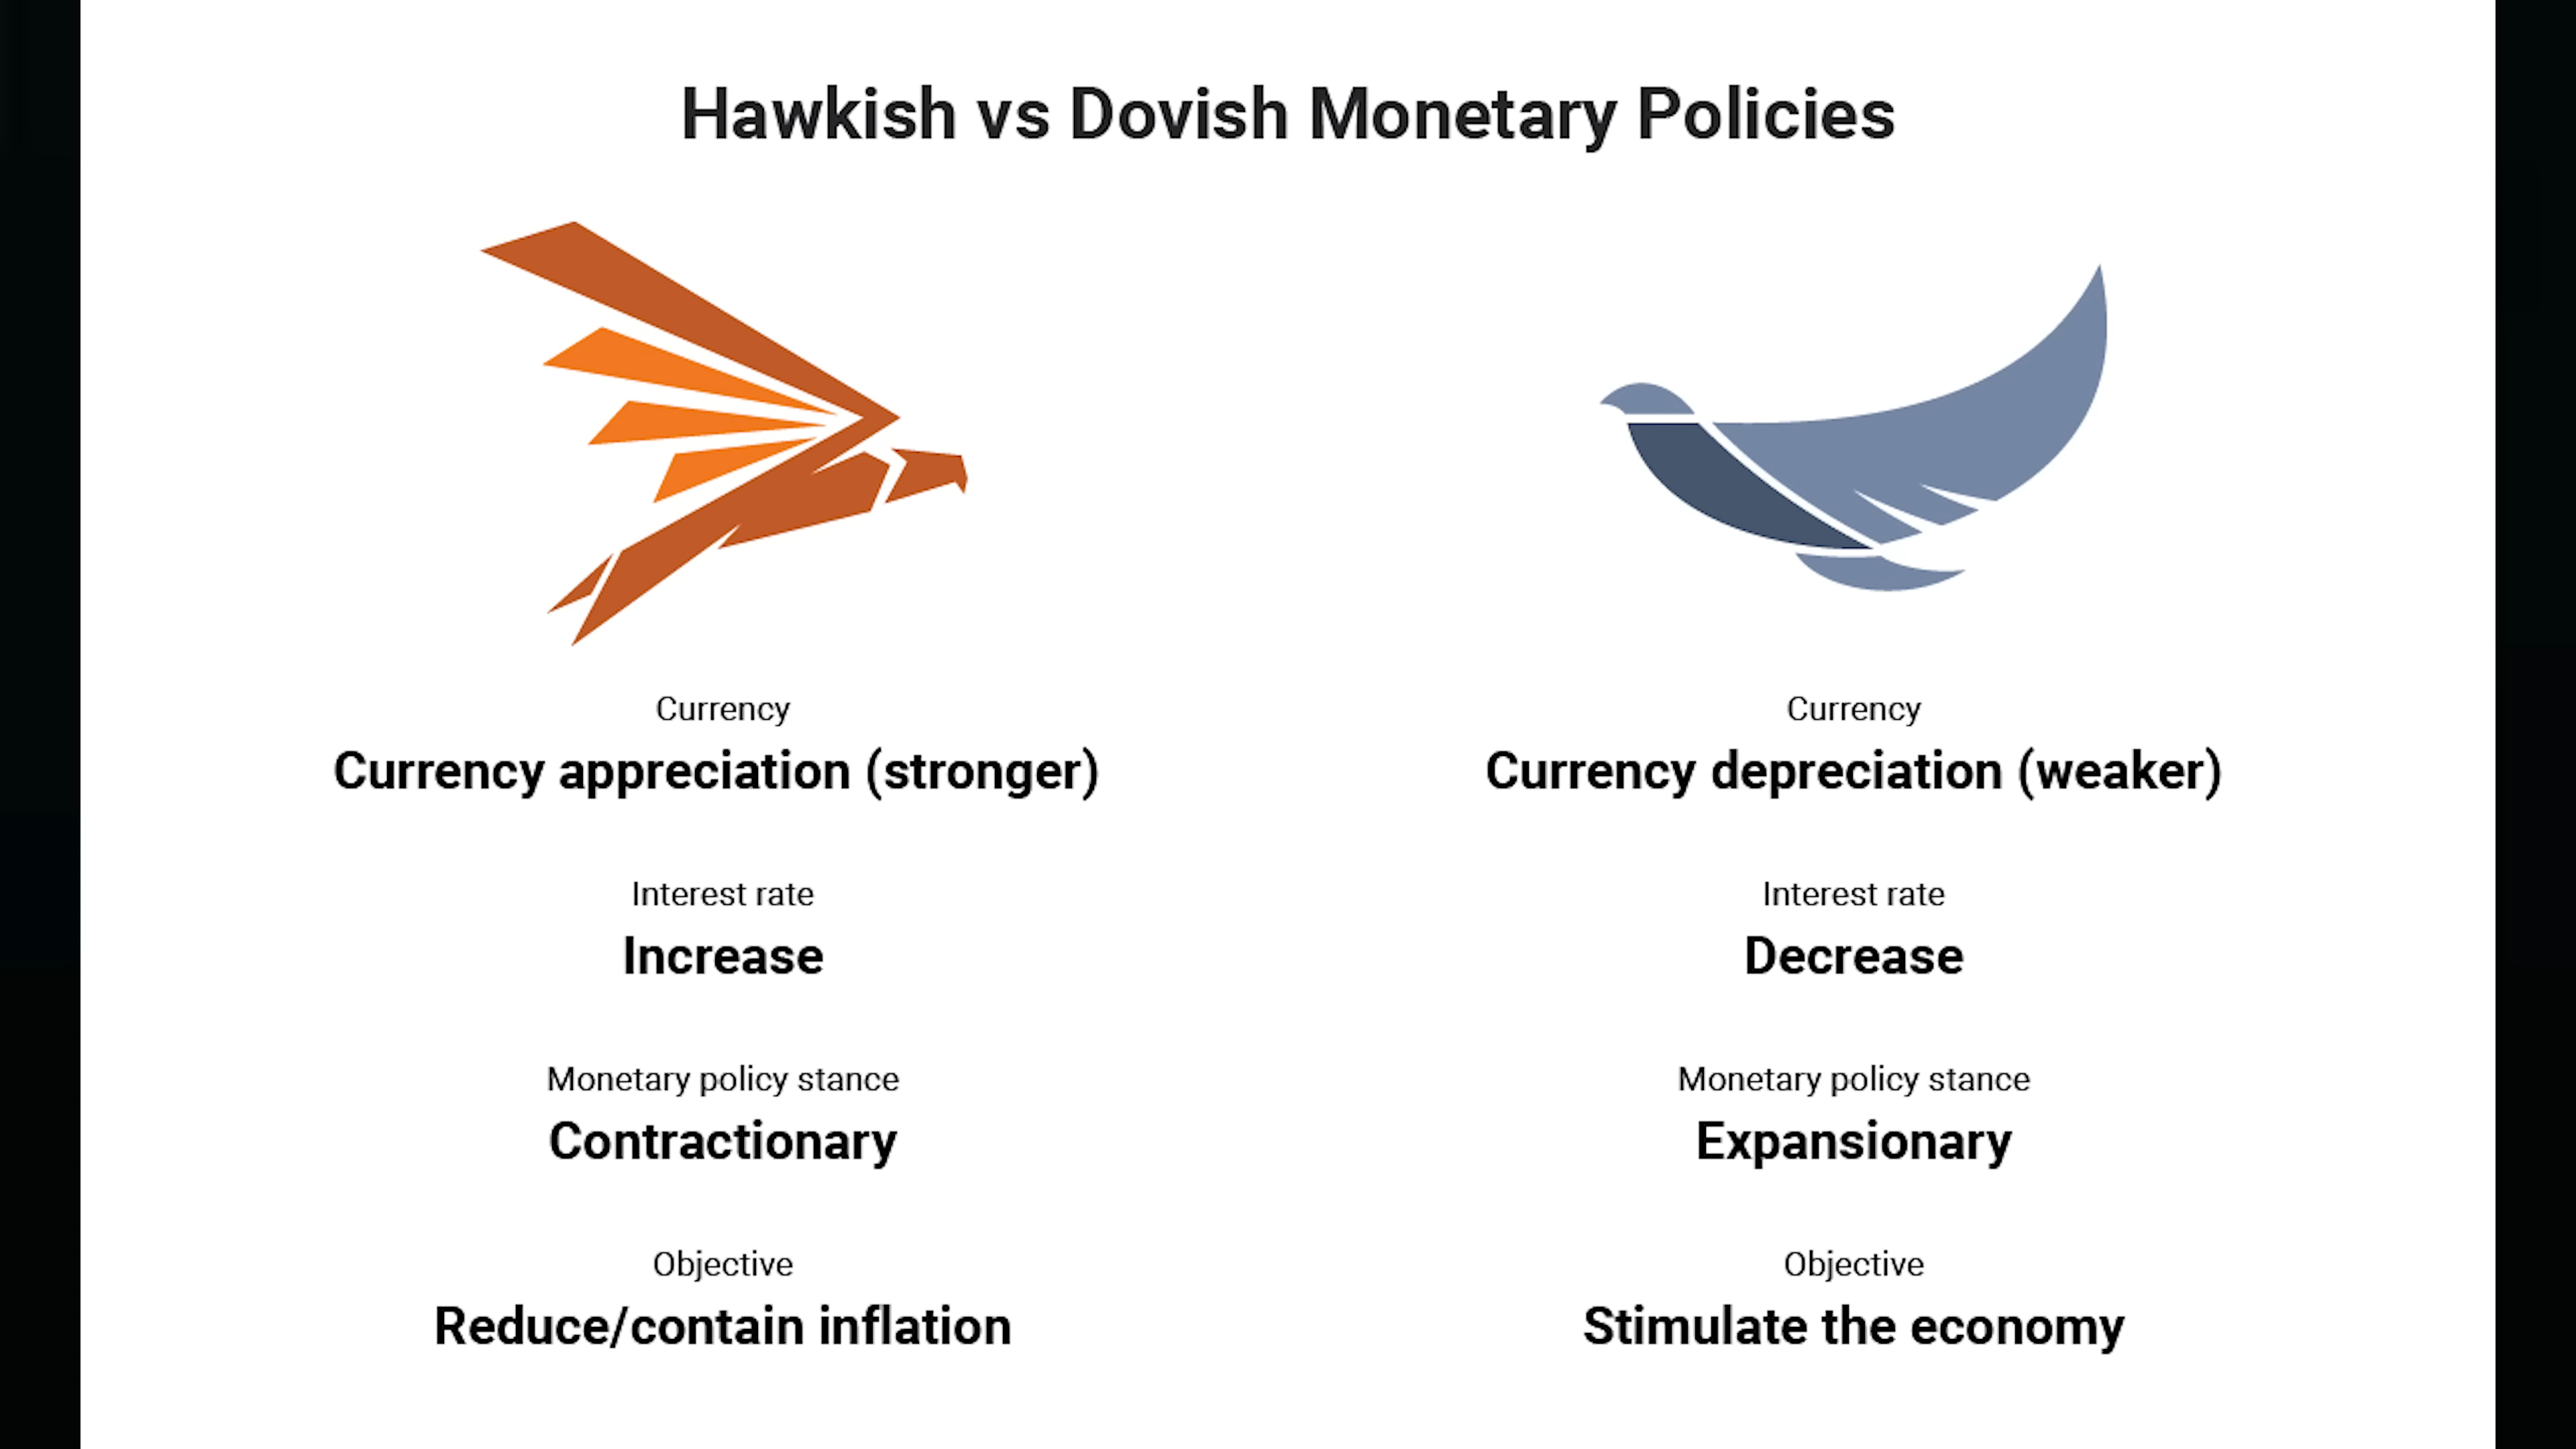 Hawkish vs Dovish Monetary Policies
Currency
Currency appreciation (stronger)
Interest rate
Increase
Monetary policy stance
Contractionary
Objective
Reduce/contain inflation
Currency
Currency depreciation (weaker)
Interest rate
Decrease
Monetary policy stance
Expansionary
Objective
Stimulate the economy